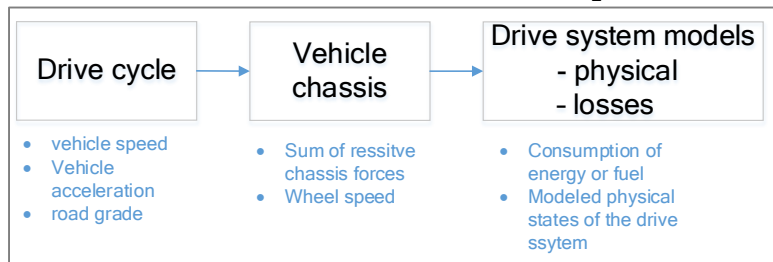 Drive cycle
• vehicle speed
• Vehicle
acceleration
• road grade
Vehicle
chassis
• Sum of ressitve
chassis forces
• Wheel speed
Drive system models
- physical
- losses
• Consumption of
energy or fuel
• Modeled physical
states of the drive
ssytem